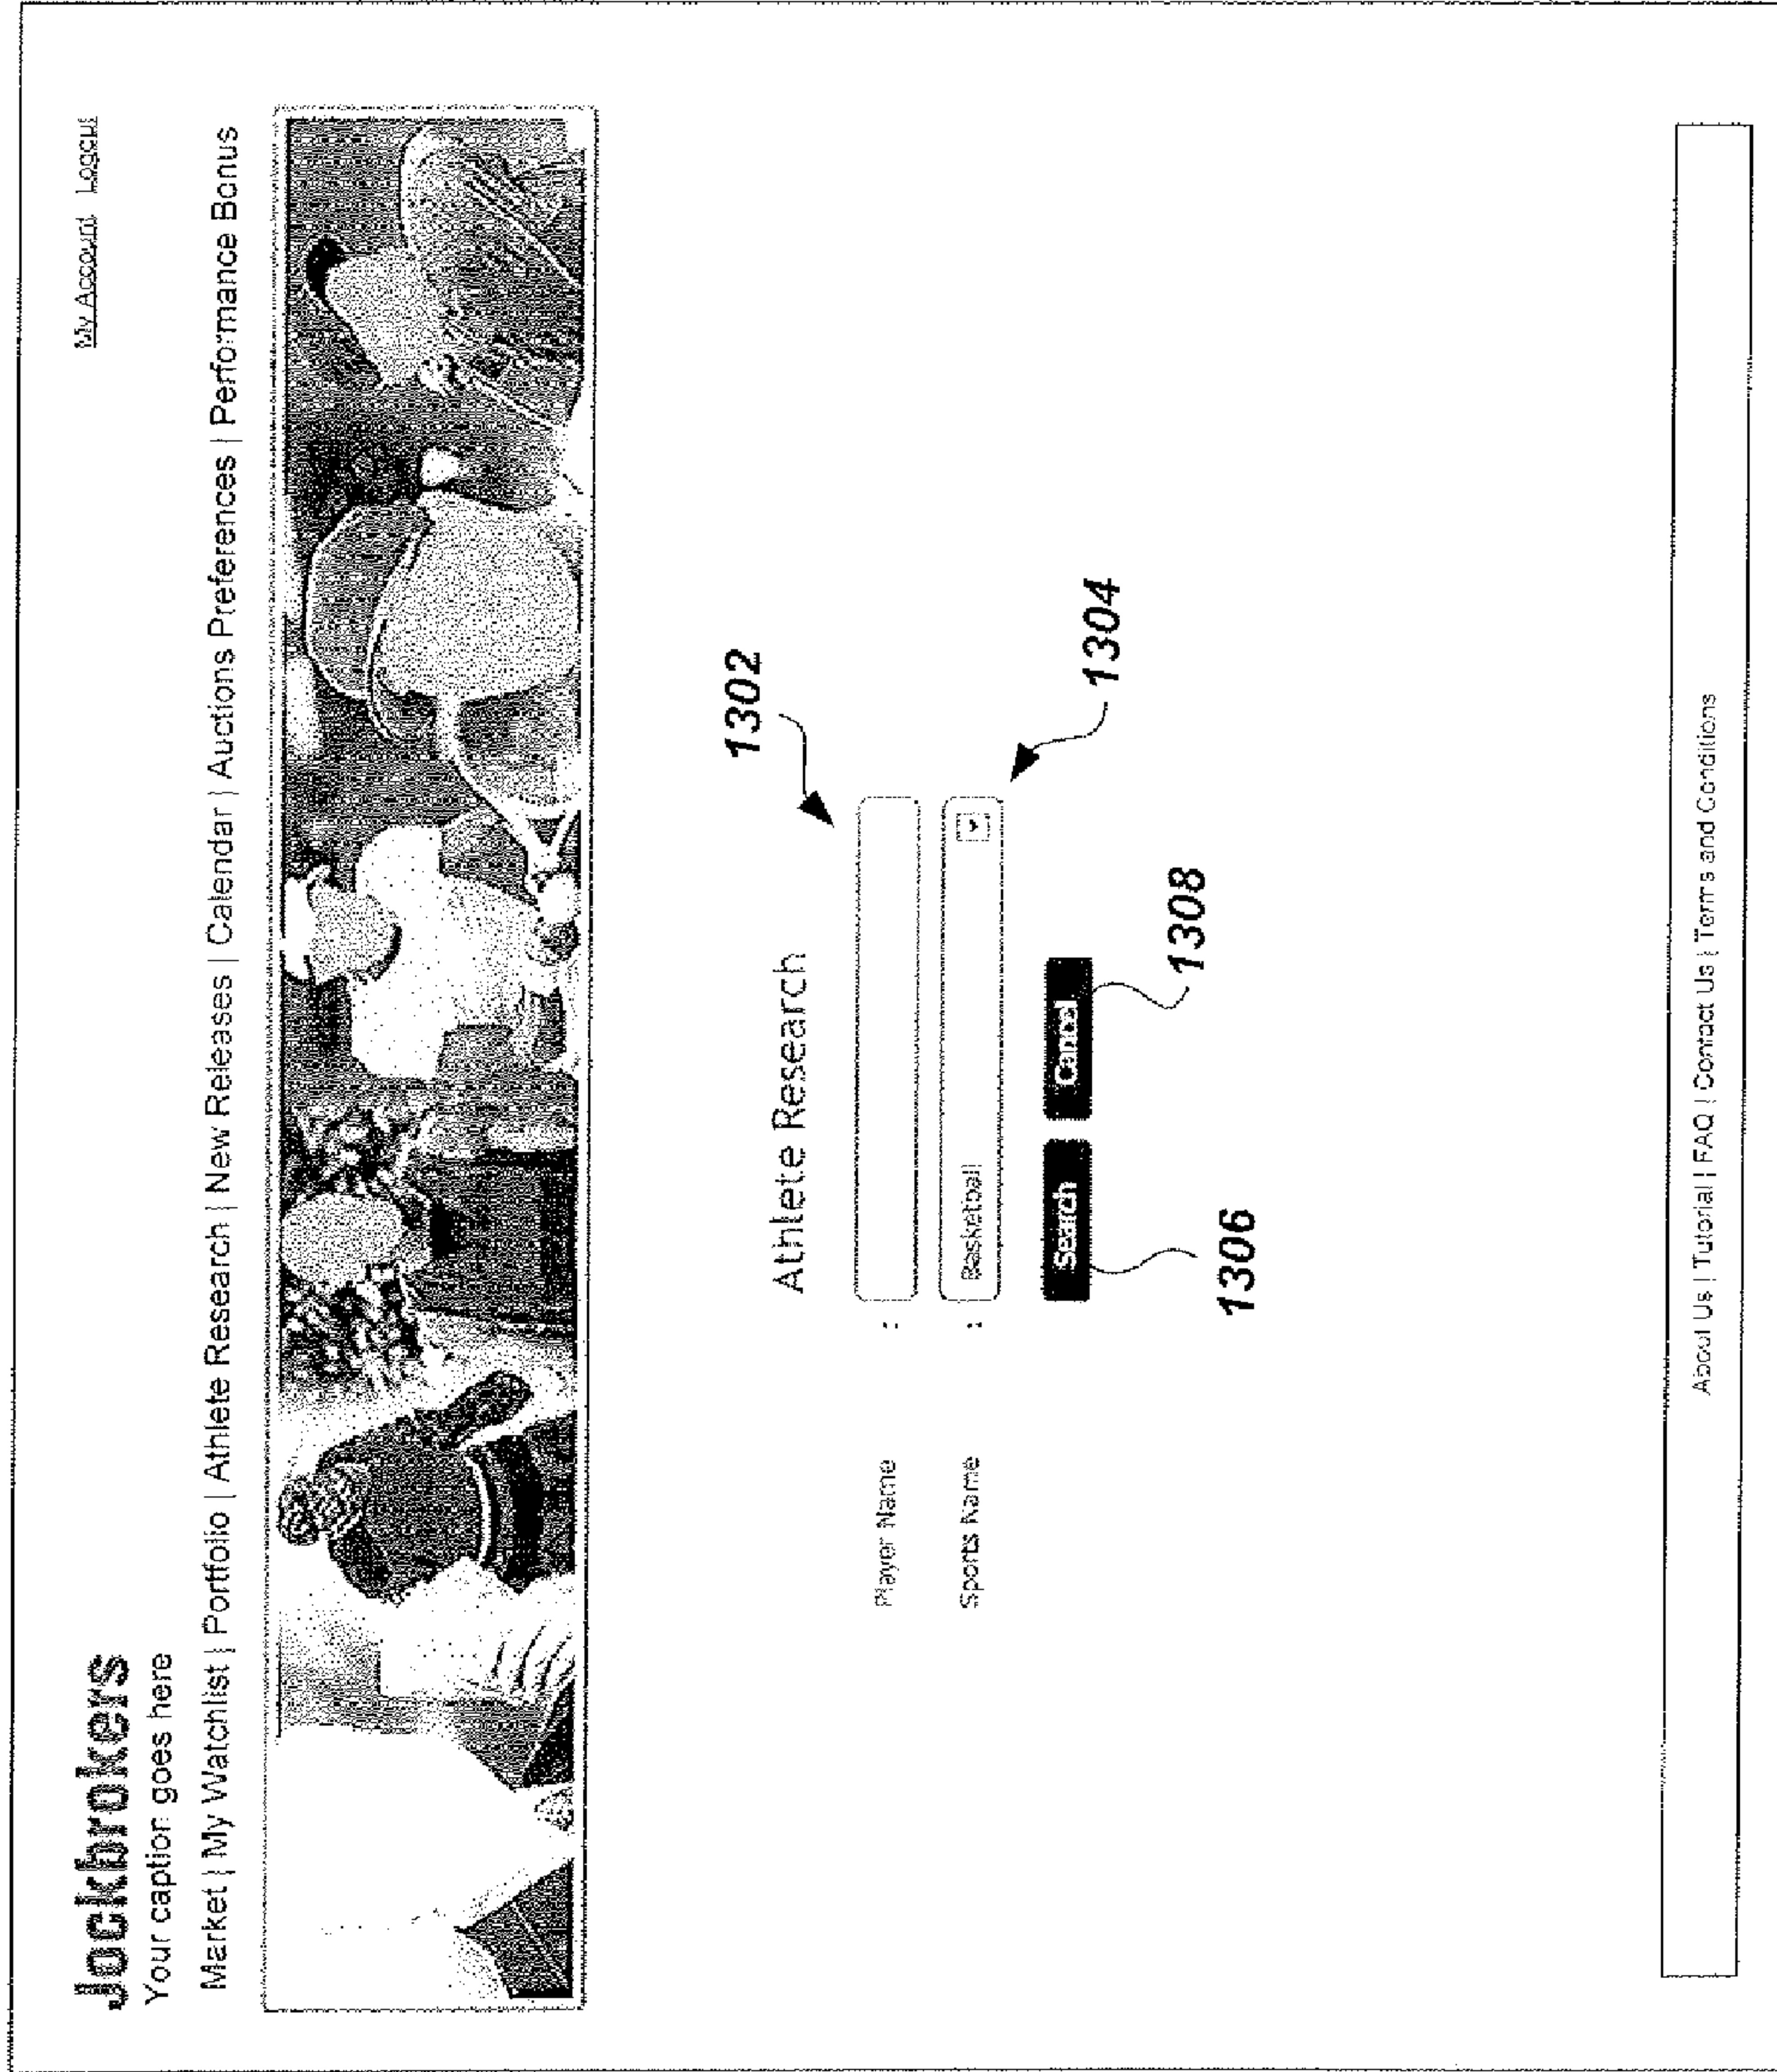 Jockbrokers
My Account Logout
Your caption goes here
Market | My Watchlist | Portfolio | Athlete Research | New Releases | Calendar | Auctions Preferences | Performance Bonus
Athlete Research
1302
Player Name :
Sports Name : Basketball
1304
Search Cancel
1306 1308
About Us | Tutorial | FAQ | Contact Us | Terms and Conditions